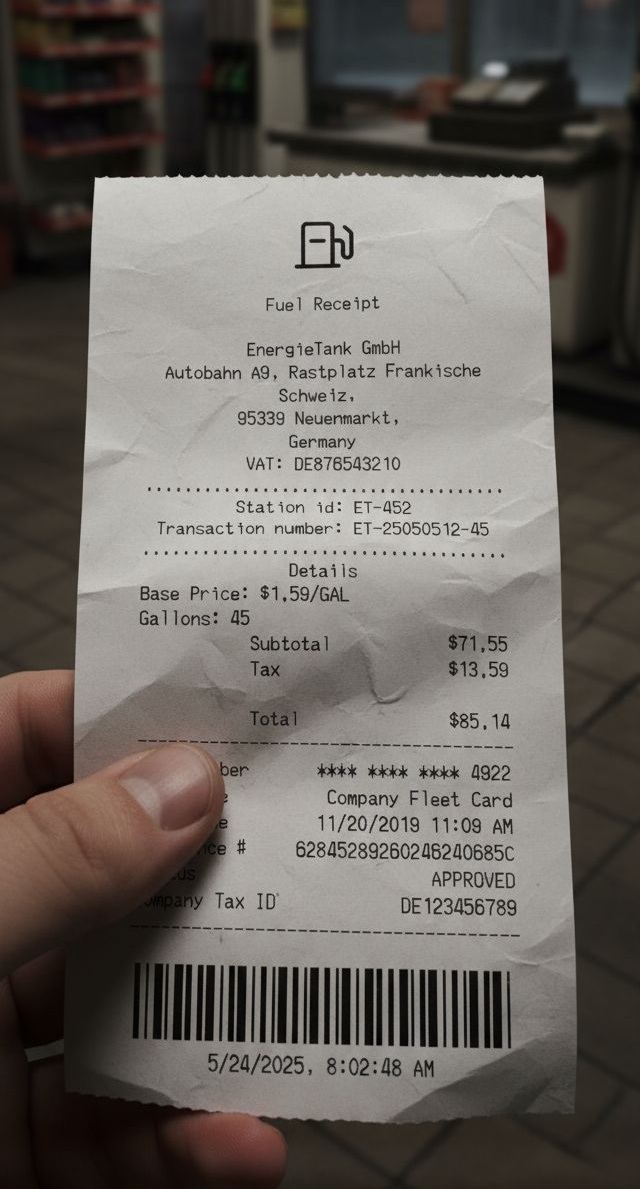 Fuel Receipt
EnergieTank GmbH
Autobahn A9, Rastplatz Frankische
Schweiz,
95339 Neuenmarkt,
Germany
VAT: DE876543210
Station id: ET-452
Transaction number: ET-25050512-45
Details
Base Price: $1.59/GAL
Gallons: 45
Subtotal $71.55
Tax $13.59
Total $85.14
**** **** **** 4922
Company Fleet Card
11/20/2019 11:09 AM
# 62845289260246240685C
APPROVED
Tax ID DE123456789
5/24/2025, 8:02:48 AM